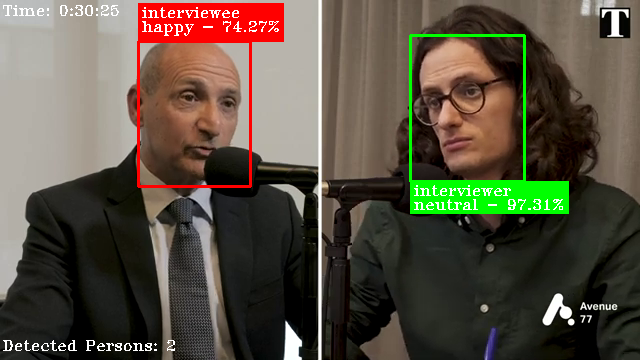 Time: 0:30:25
interviewee
happy - 74.27%
T
interviewer
neutral - 97.31%
Avenue
77
Detected Persons: 2